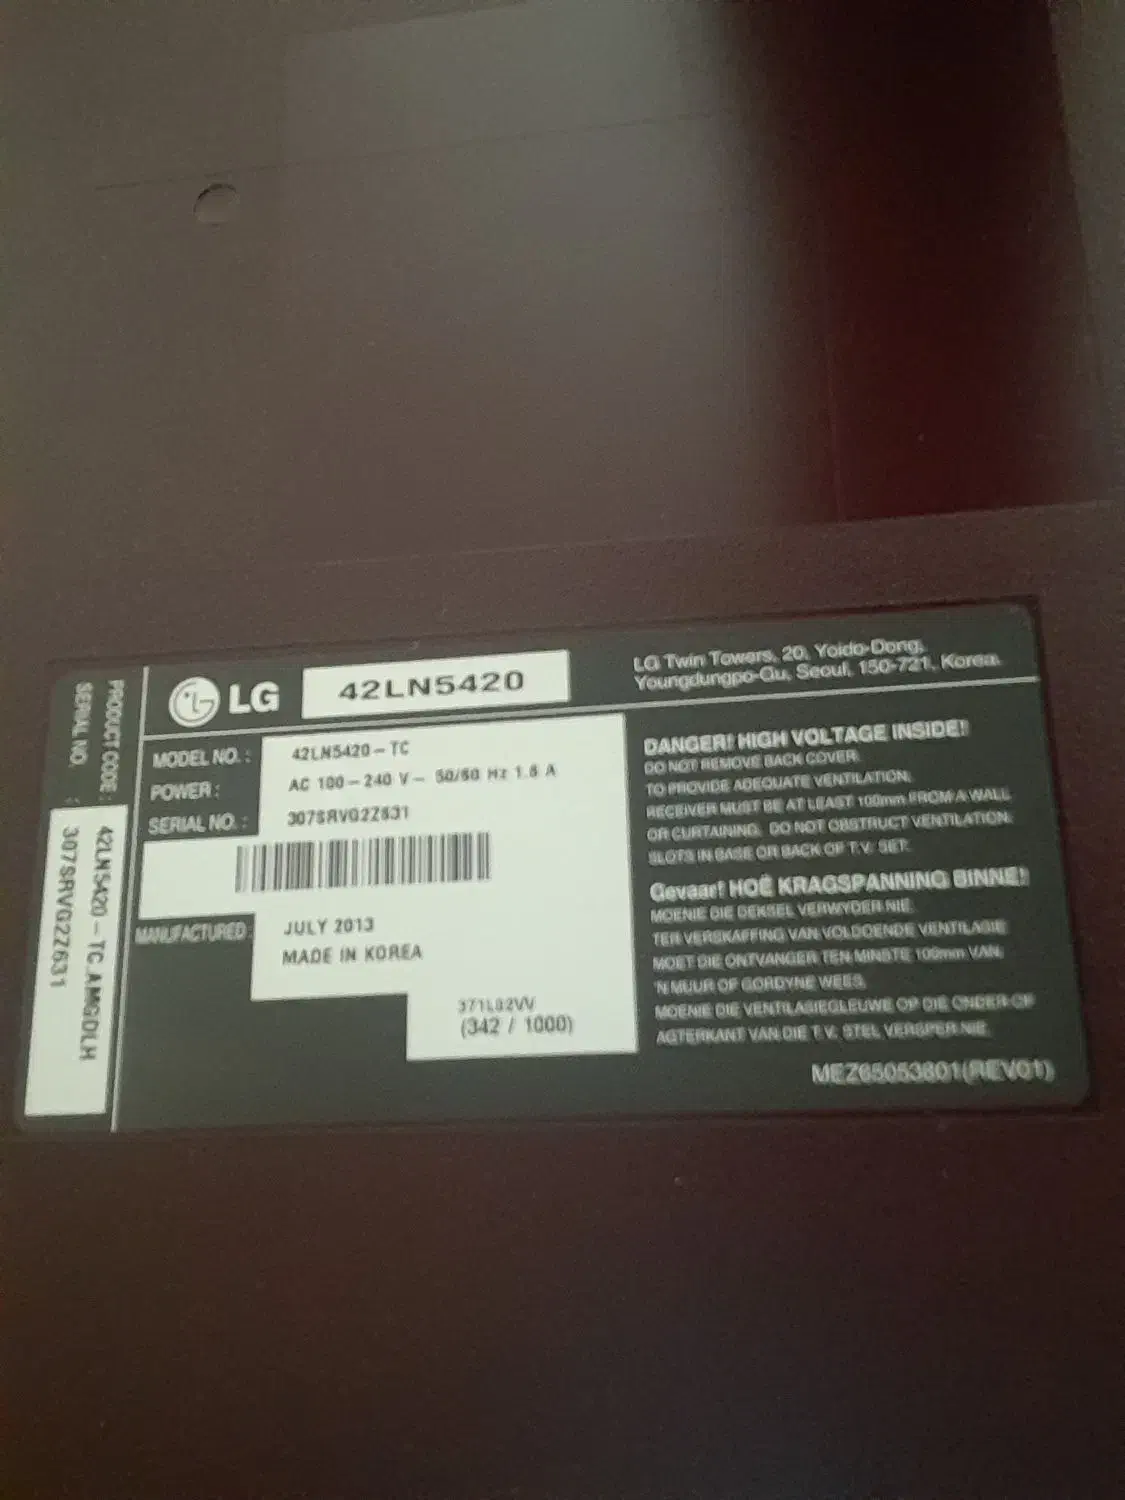 LG
42LN5420
LG Twin Towers, 20, Yoido-Dong,
Youngdungpo-Gu, Seoul, 150-721, Korea.
MODEL NO. : 42LN5420-TC
POWER : AC 100-240 V~ 50/60 Hz 1.6 A
SERIAL NO. : 307SRVG2Z631
MANUFACTURED : JULY 2013
MADE IN KOREA
371L82VV
(342 / 1000)
DANGER! HIGH VOLTAGE INSIDE!
DO NOT REMOVE BACK COVER.
TO PROVIDE ADEQUATE VENTILATION,
RECEIVER MUST BE AT LEAST 100mm FROM A WALL
OR CURTAINING. DO NOT OBSTRUCT VENTILATION
SLOTS IN BASE OR BACK OF T.V. SET.
Gevaar! HOË KRAGSPANNING BINNE!
MOENIE DIE DEKSEL VERWYDER NIE.
TER VERSKAFFING VAN VOLDOENDE VENTILASIE
MOET DIE ONTVANGER TEN MINSTE 100mm VAN
'N MUUR OF GORDYNE WEES.
MOENIE DIE VENTILASIEGLEUWE OP DIE ONDER-OF
AGTERKANT VAN DIE T.V. STEL VERSPER NIE.
MEZ65053801(REV01)
PRODUCT CODE : 42LN5420-TC.AMGDLH
SERIAL NO. : 307SRVG2Z631